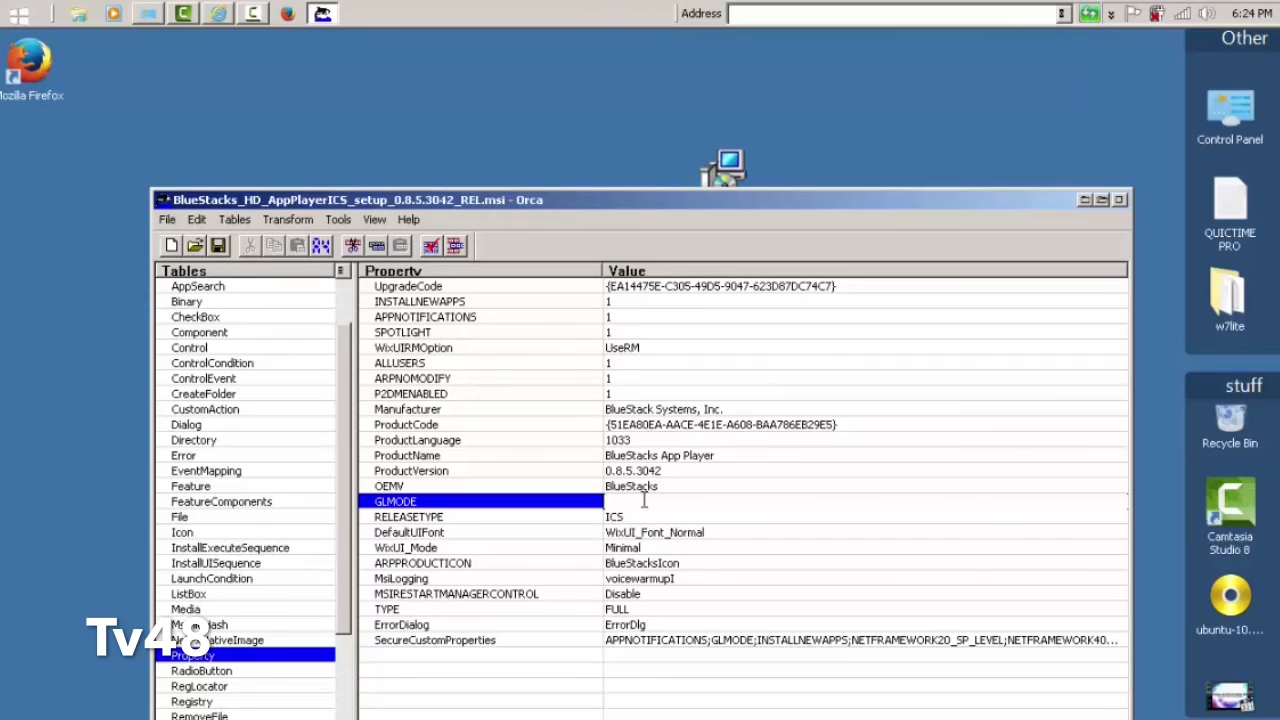 Address
6:24 PM
Other
Mozilla Firefox
Control Panel
QUICTIME
PRO
w7lite
stuff
Recycle Bin
Camtasia
Studio 8
ubuntu-10....
BlueStacks_HD_AppPlayerICS_setup_0.8.5.3042_REL.msi - Orca
File Edit Tables Transform Tools View Help
Tables Property Value
AppSearch UpgradeCode {EA14475E-C305-49D5-9047-623D87DC74C7}
Binary INSTALLNEWAPPS 1
CheckBox APPNOTIFICATIONS 1
Component SPOTLIGHT 1
Control WixUIRMOption UseRM
ControlCondition ALLUSERS 1
ControlEvent ARPNOMODIFY 1
CreateFolder P2DMENABLED 1
CustomAction Manufacturer BlueStack Systems, Inc.
Dialog ProductCode {51EA80EA-AACE-4E1E-A608-BAA786EB29E5}
Directory ProductLanguage 1033
Error ProductName BlueStacks App Player
EventMapping ProductVersion 0.8.5.3042
Feature OEMV BlueStacks
FeatureComponents GLMODE
File RELEASETYPE ICS
Icon DefaultUIFont WixUI_Font_Normal
InstallExecuteSequence WixUI_Mode Minimal
InstallUISequence ARPPRODUCTICON BlueStacksIcon
LaunchCondition MsiLogging voicewarmupI
ListBox MSIRESTARTMANAGERCONTROL Disable
Media TYPE FULL
ErrorDialog ErrorDlg
SecureCustomProperties APPNOTIFICATIONS;GLMODE;INSTALLNEWAPPS;NETFRAMEWORK20_SP_LEVEL;NETFRAMEWORK40...
Property
RadioButton
RegLocator
Registry
RemoveFile
Tv48